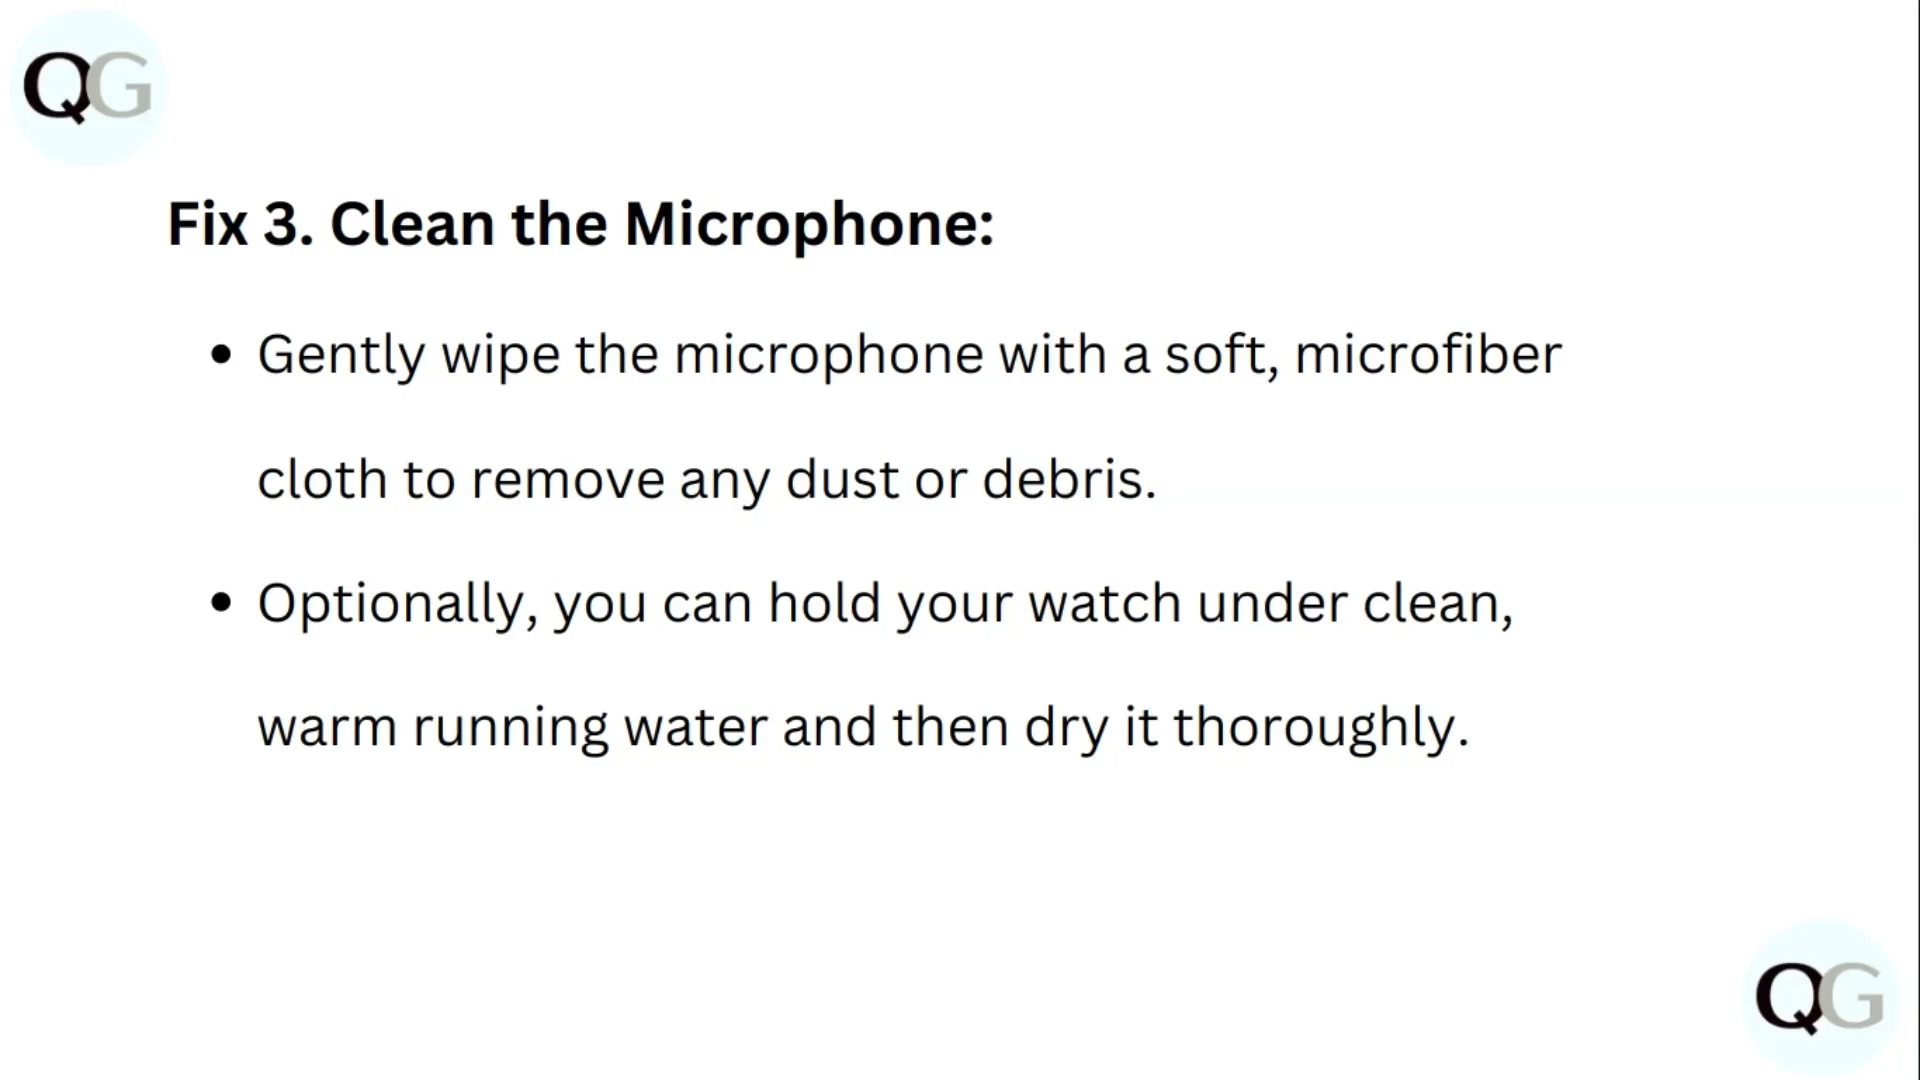 QG
Fix 3. Clean the Microphone:
• Gently wipe the microphone with a soft, microfiber
cloth to remove any dust or debris.
• Optionally, you can hold your watch under clean,
warm running water and then dry it thoroughly.
QG